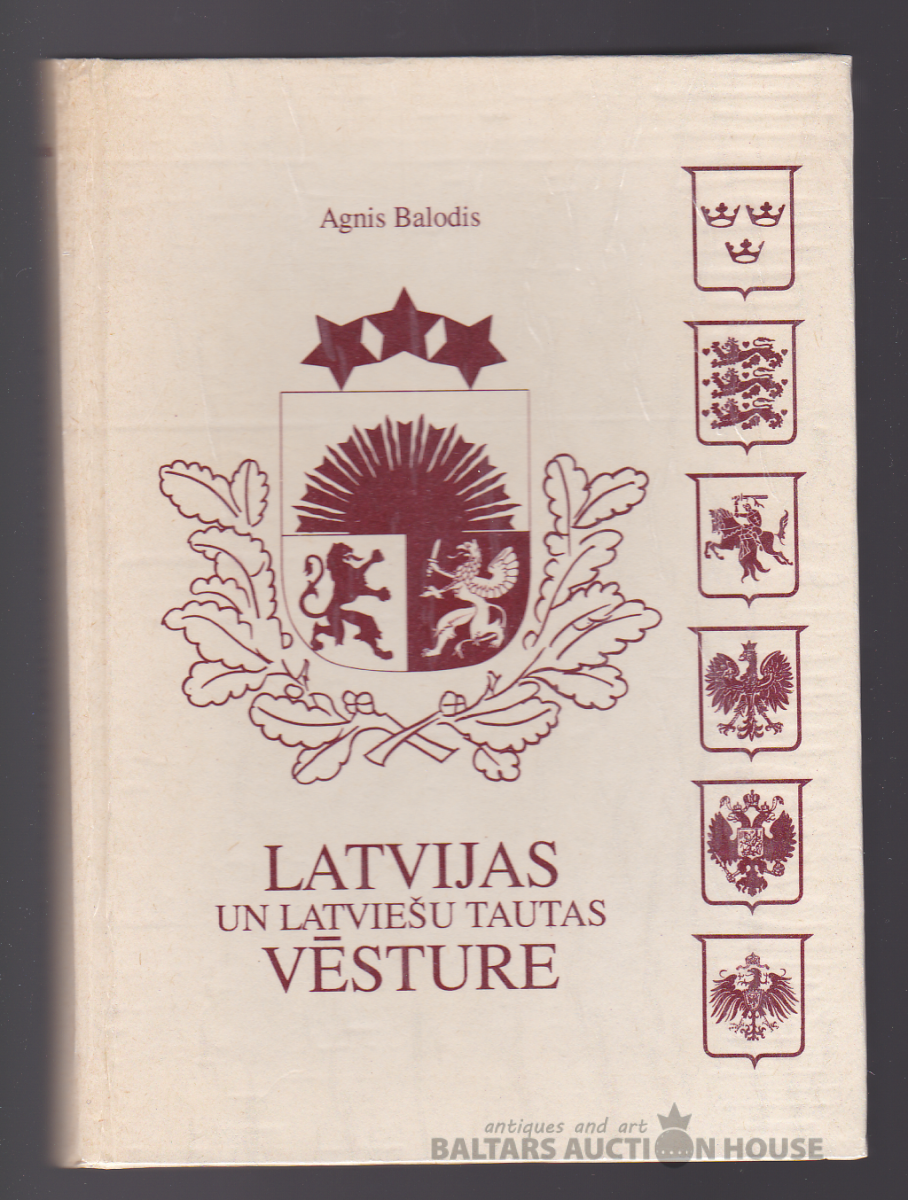 Agnis Balodis
LATVIJAS
UN LATVIEŠU TAUTAS
VĒSTURE
antiques and art
BALTARS AUCTION HOUSE